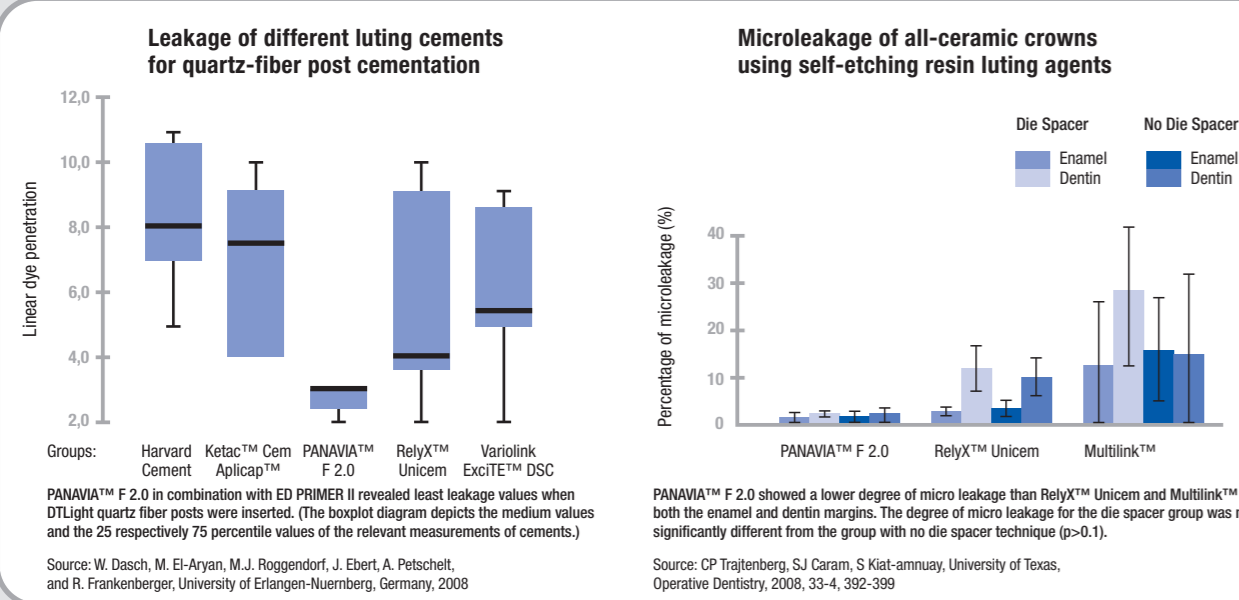 Leakage of different luting cements
for quartz-fiber post cementation
12,0
10,0
8,0
6,0
4,0
2,0
Linear dye penetration
Groups:
Harvard
Cement
Ketac™ Cem
Aplicap™
PANAVIA™
F 2.0
RelyX™
Unicem
Variolink
ExciTE™ DSC
PANAVIA™ F 2.0 in combination with ED PRIMER II revealed least leakage values when
DTLight quartz fiber posts were inserted. (The boxplot diagram depicts the medium values
and the 25 respectively 75 percentile values of the relevant measurements of cements.)
Source: W. Dasch, M. El-Aryan, M.J. Roggendorf, J. Ebert, A. Petschelt,
and R. Frankenberger, University of Erlangen-Nuernberg, Germany, 2008
Microleakage of all-ceramic crowns
using self-etching resin luting agents
Die Spacer
Enamel
Dentin
No Die Spacer
Enamel
Dentin
Percentage of microleakage (%)
40
30
20
10
0
PANAVIA™ F 2.0
RelyX™ Unicem
Multilink™
PANAVIA™ F 2.0 showed a lower degree of micro leakage than RelyX™ Unicem and Multilink™
both the enamel and dentin margins. The degree of micro leakage for the die spacer group was
significantly different from the group with no die spacer technique (p>0.1).
Source: CP Trajtenberg, SJ Caram, S Kiat-amnuay, University of Texas,
Operative Dentistry, 2008, 33-4, 392-399